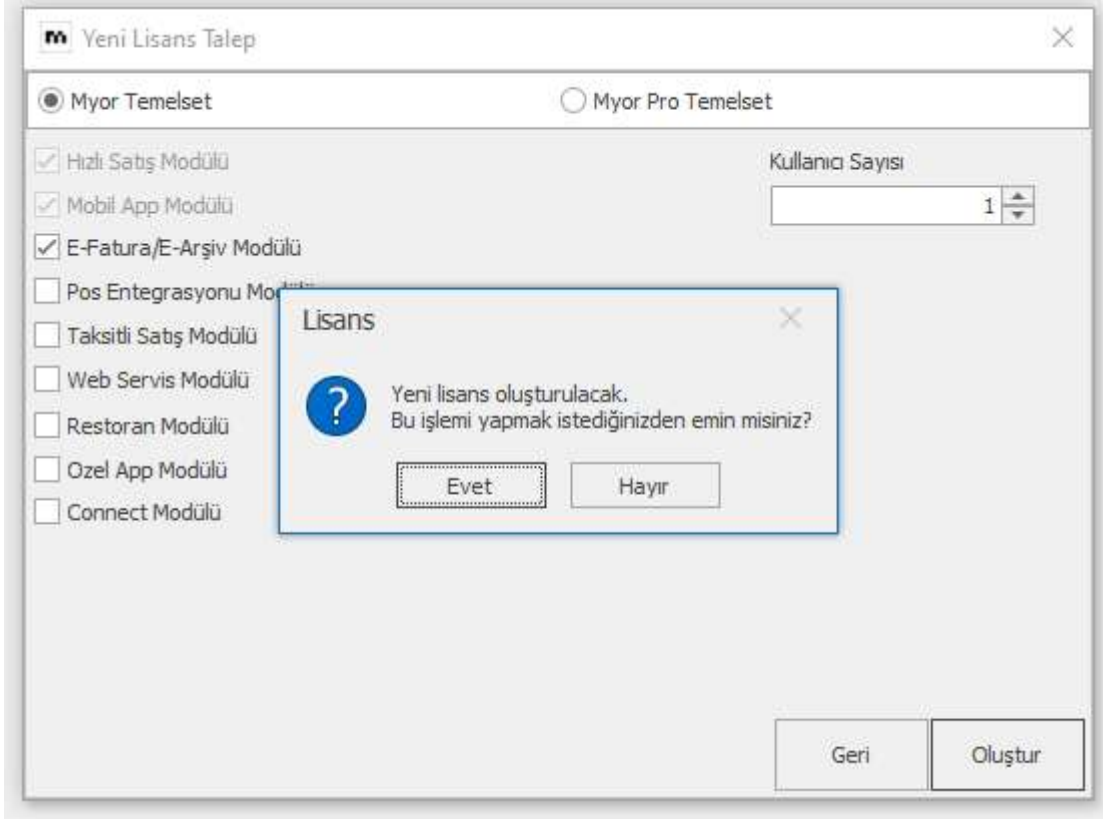 m Yeni Lisans Talep
Myor Temelset Myor Pro Temelset
Hızlı Satış Modülü Kullanıcı Sayısı
Mobil App Modülü 1
E-Fatura/E-Arşiv Modülü
Pos Entegrasyonu Modülü
Taksitli Satış Modülü
Web Servis Modülü
Restoran Modülü
Ozel App Modülü
Connect Modülü
Lisans
Yeni lisans oluşturulacak.
Bu işlemi yapmak istediğinizden emin misiniz?
Evet Hayır
Geri Oluştur